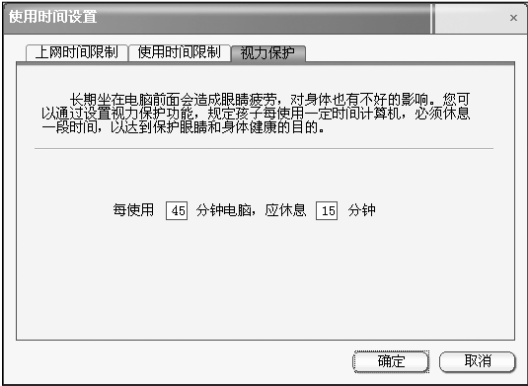 使用时间设置
上网时间限制 使用时间限制 视力保护
长期坐在电脑前面会造成眼睛疲劳，对身体也有不好的影响。您可
以通过设置视力保护功能，规定孩子每使用一定时间计算机，必须休息
一段时间，以达到保护眼睛和身体健康的目的。
每使用 45 分钟电脑，应休息 15 分钟
确定 取消